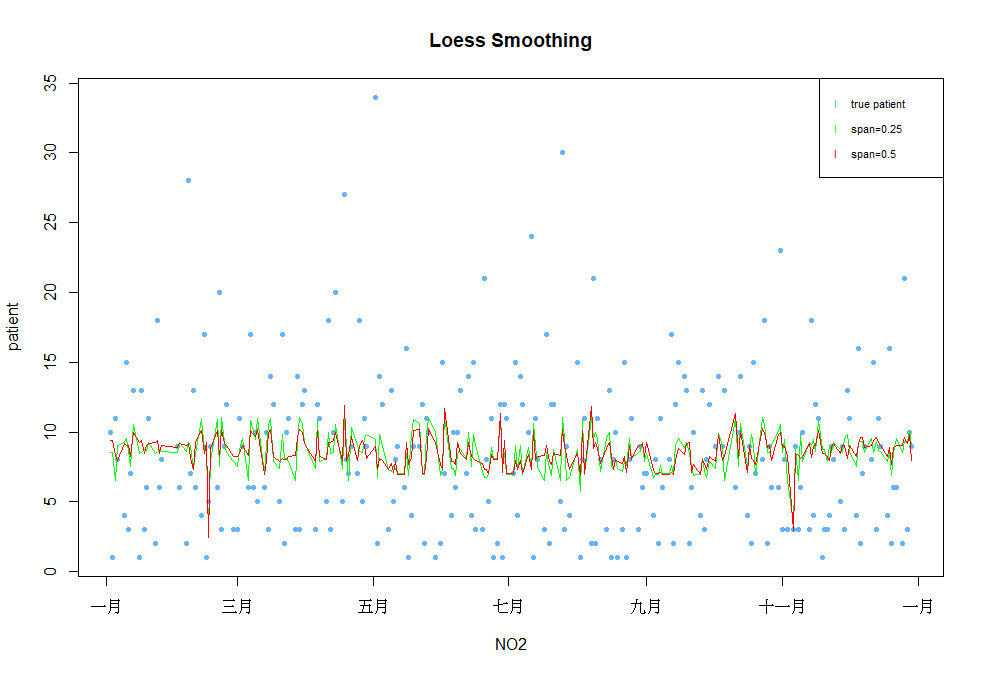 Loess Smoothing
true patient
span=0.25
span=0.5
patient
35
30
25
20
15
10
5
0
一月
三月
五月
七月
九月
十一月
一月
NO2